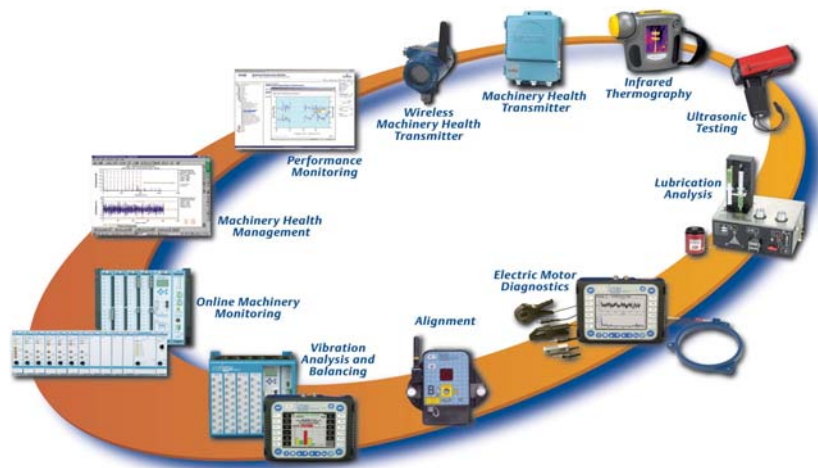 Wireless
Machinery Health
Transmitter
Machinery Health
Transmitter
Infrared
Thermography
Ultrasonic
Testing
Performance
Monitoring
Lubrication
Analysis
Machinery Health
Management
Electric Motor
Diagnostics
Online Machinery
Monitoring
Alignment
Vibration
Analysis and
Balancing